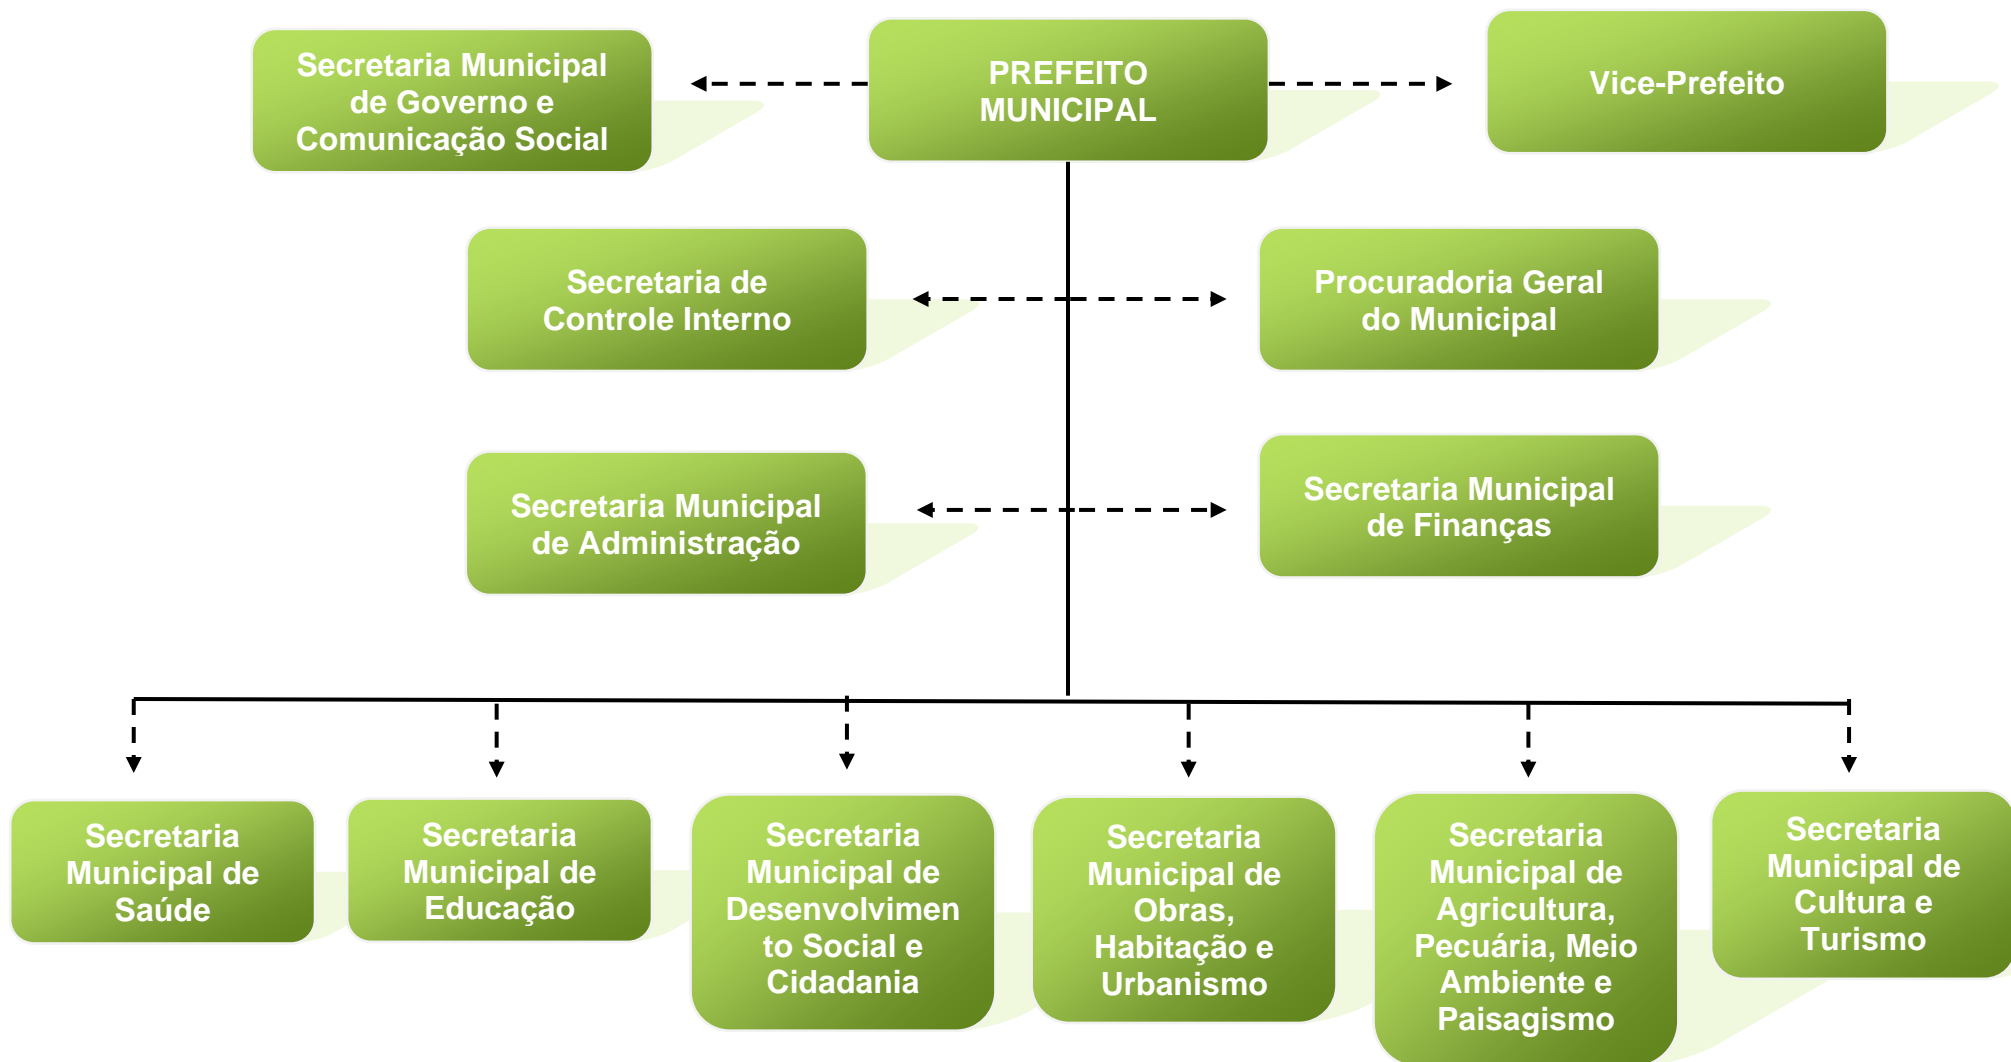 Secretaria Municipal
de Governo e
Comunicação Social
PREFEITO
MUNICIPAL
Vice-Prefeito
Secretaria de
Controle Interno
Procuradoria Geral
do Municipal
Secretaria Municipal
de Administração
Secretaria Municipal
de Finanças
Secretaria
Municipal de
Saúde
Secretaria
Municipal de
Educação
Secretaria
Municipal de
Desenvolvimen
to Social e
Cidadania
Secretaria
Municipal de
Obras,
Habitação e
Urbanismo
Secretaria
Municipal de
Agricultura,
Pecuária, Meio
Ambiente e
Paisagismo
Secretaria
Municipal de
Cultura e
Turismo